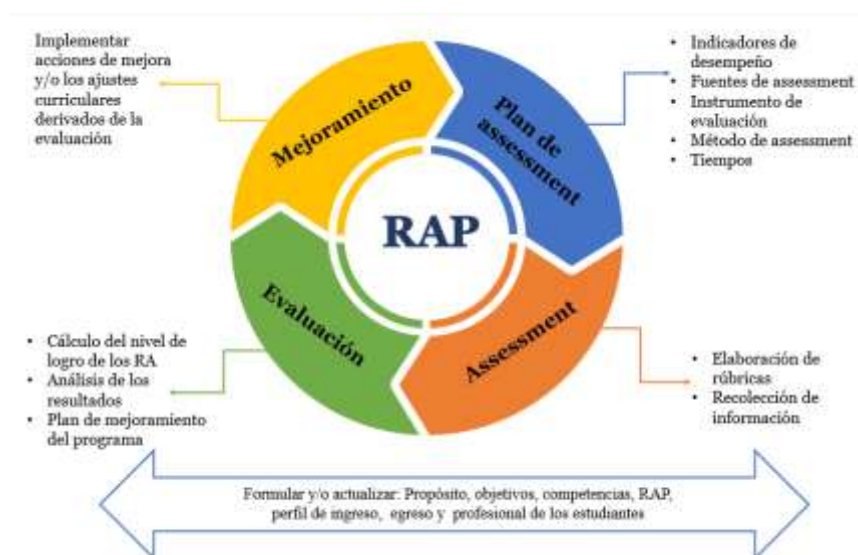 Implementar
acciones de mejora
y/o los ajustes
curriculares
derivados de la
evaluación
Mejoramiento
Plan de
assessment
• Indicadores de
desempeño
• Fuentes de assessment
• Instrumento de
evaluación
• Método de assessment
• Tiempos
RAP
Evaluación
Assessment
• Cálculo del nivel de
logro de los RA
• Análisis de los
resultados
• Plan de mejoramiento
del programa
• Elaboración de
rúbricas
• Recolección de
información
Formular y/o actualizar: Propósito, objetivos, competencias, RAP,
perfil de ingreso, egreso y profesional de los estudiantes